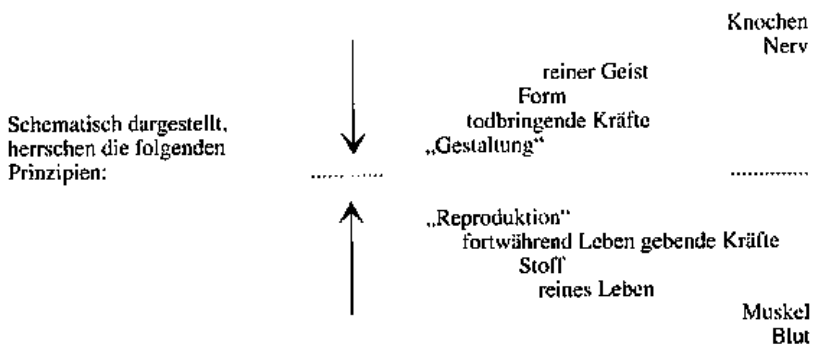 Knochen
Nerv
reiner Geist
Form
todbringende Kräfte
„Gestaltung“
Schematisch dargestellt,
herrschen die folgenden
Prinzipien:
„Reproduktion“
fortwährend Leben gebende Kräfte
Stoff
reines Leben
Muskel
Blut